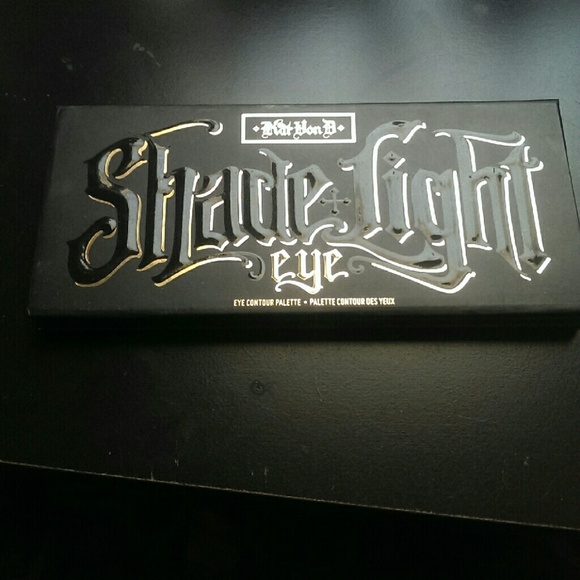 Kat Von D
Shade + Light
eye
EYE CONTOUR PALETTE • PALETTE CONTOUR DES YEUX